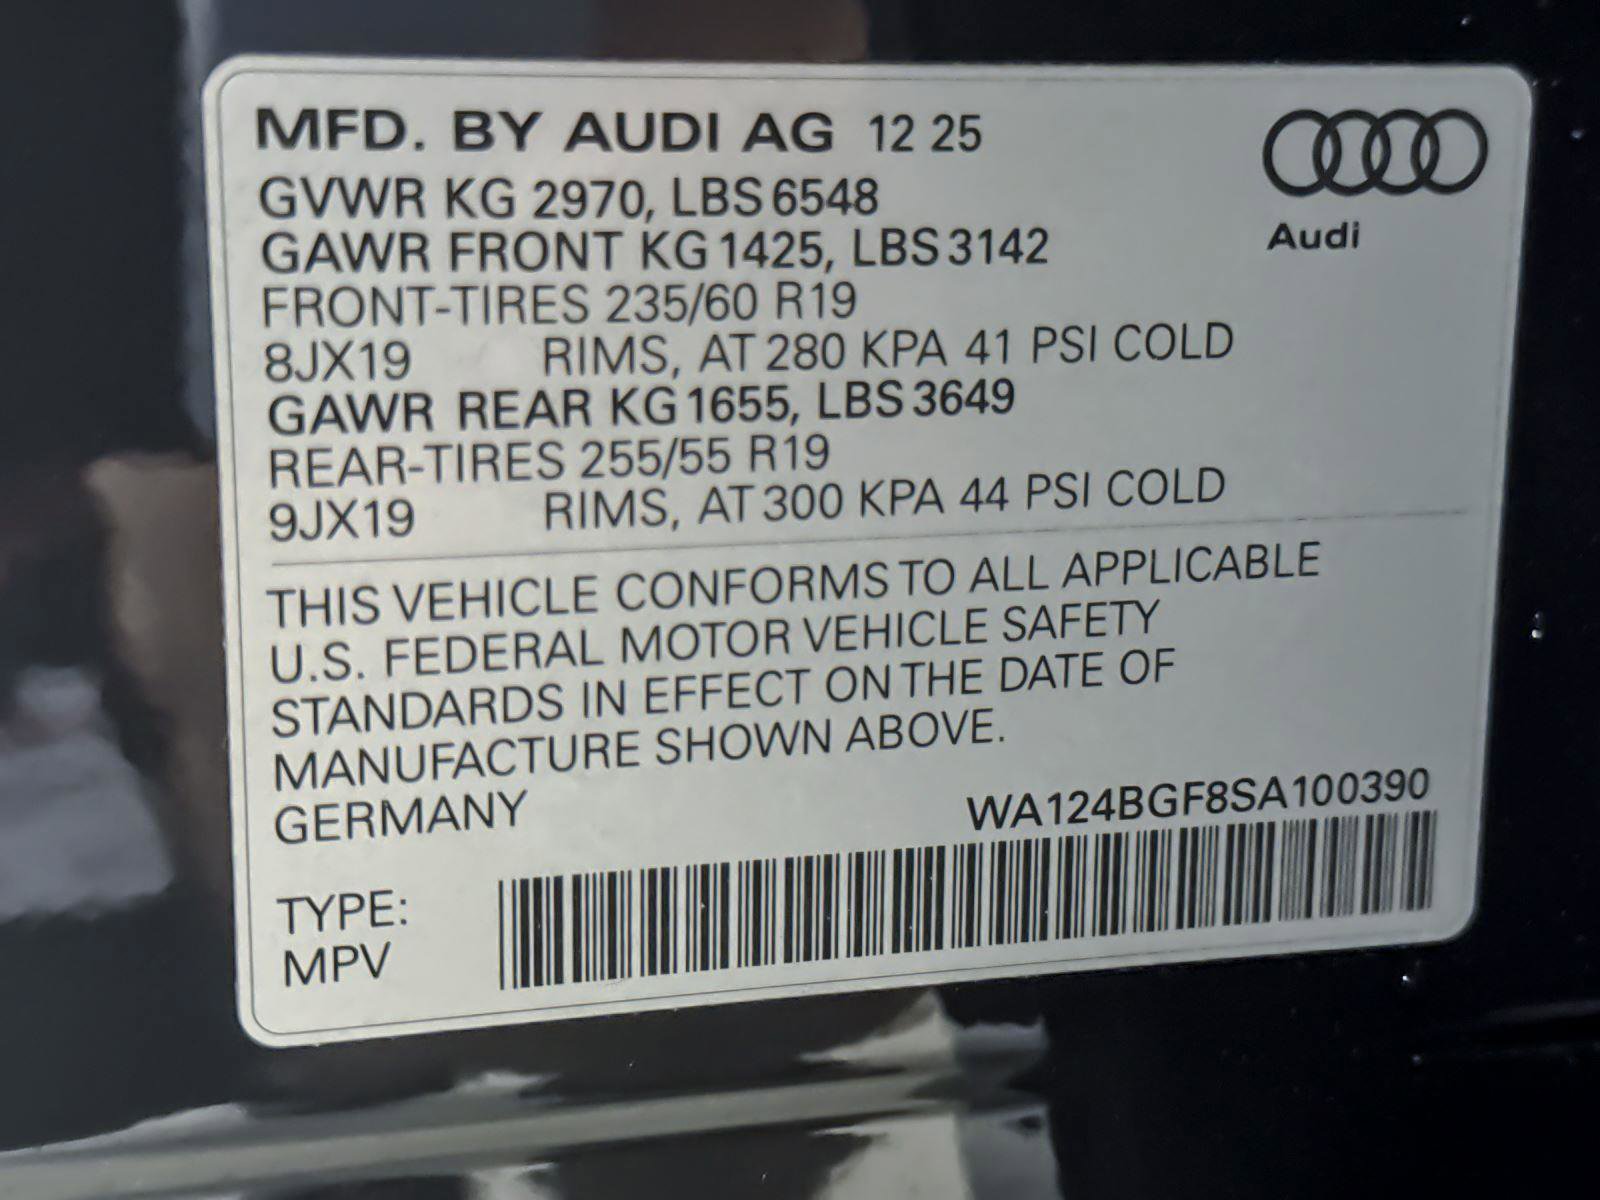 MFD. BY AUDI AG 12 25
GVWR KG 2970, LBS 6548
GAWR FRONT KG 1425, LBS 3142
Audi
FRONT-TIRES 235/60 R19
8JX19 RIMS, AT 280 KPA 41 PSI COLD
GAWR REAR KG 1655, LBS 3649
REAR-TIRES 255/55 R19
9JX19 RIMS, AT 300 KPA 44 PSI COLD
THIS VEHICLE CONFORMS TO ALL APPLICABLE
U.S. FEDERAL MOTOR VEHICLE SAFETY
STANDARDS IN EFFECT ON THE DATE OF
MANUFACTURE SHOWN ABOVE.
GERMANY
WA124BGF8SA100390
TYPE:
MPV